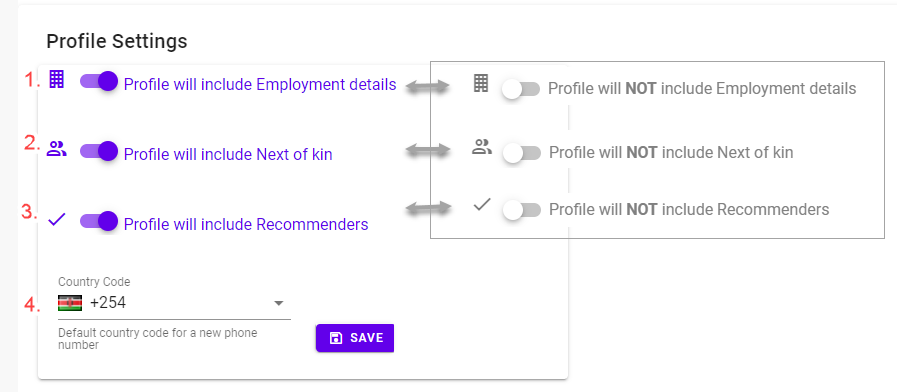 Profile Settings
1. Profile will include Employment details Profile will NOT include Employment details
2. Profile will include Next of kin Profile will NOT include Next of kin
3. Profile will include Recommenders Profile will NOT include Recommenders
Country Code
4. +254
Default country code for a new phone
number
SAVE